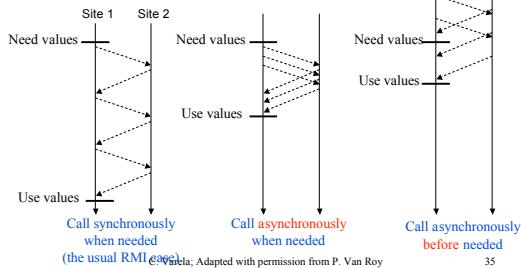 Site 1 Site 2
Need values
Use values
Call synchronously
when needed
(the usual RMI case)
Need values
Use values
Call asynchronously
when needed
Need values
Use values
Call asynchronously
before needed
C. Varela; Adapted with permission from P. Van Roy
35